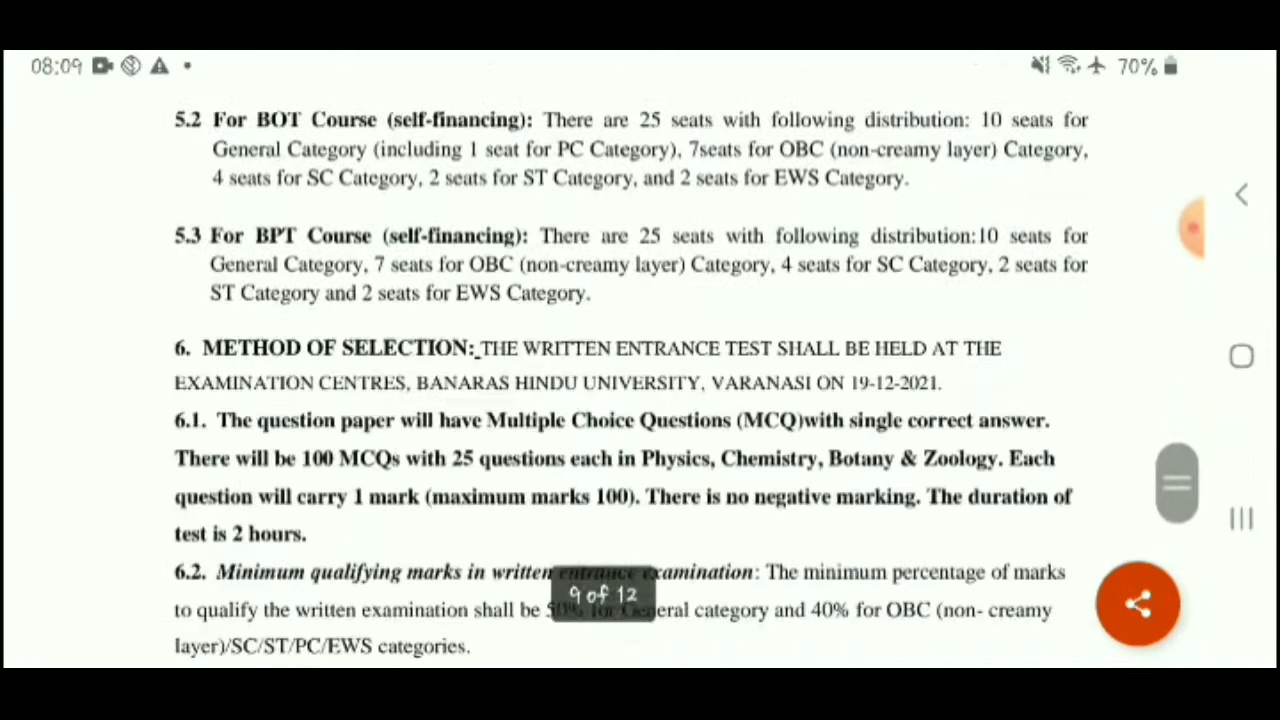 08:09
70%
5.2 For BOT Course (self-financing): There are 25 seats with following distribution: 10 seats for
General Category (including 1 seat for PC Category), 7seats for OBC (non-creamy layer) Category,
4 seats for SC Category, 2 seats for ST Category, and 2 seats for EWS Category.
5.3 For BPT Course (self-financing): There are 25 seats with following distribution:10 seats for
General Category, 7 seats for OBC (non-creamy layer) Category, 4 seats for SC Category, 2 seats for
ST Category and 2 seats for EWS Category.
6. METHOD OF SELECTION: THE WRITTEN ENTRANCE TEST SHALL BE HELD AT THE
EXAMINATION CENTRES, BANARAS HINDU UNIVERSITY, VARANASI ON 19-12-2021.
6.1. The question paper will have Multiple Choice Questions (MCQ)with single correct answer.
There will be 100 MCQs with 25 questions each in Physics, Chemistry, Botany & Zoology. Each
question will carry 1 mark (maximum marks 100). There is no negative marking. The duration of
test is 2 hours.
6.2. Minimum qualifying marks in written entrance examination: The minimum percentage of marks
to qualify the written examination shall be 50% for General category and 40% for OBC (non- creamy
layer)/SC/ST/PC/EWS categories.
9 of 12